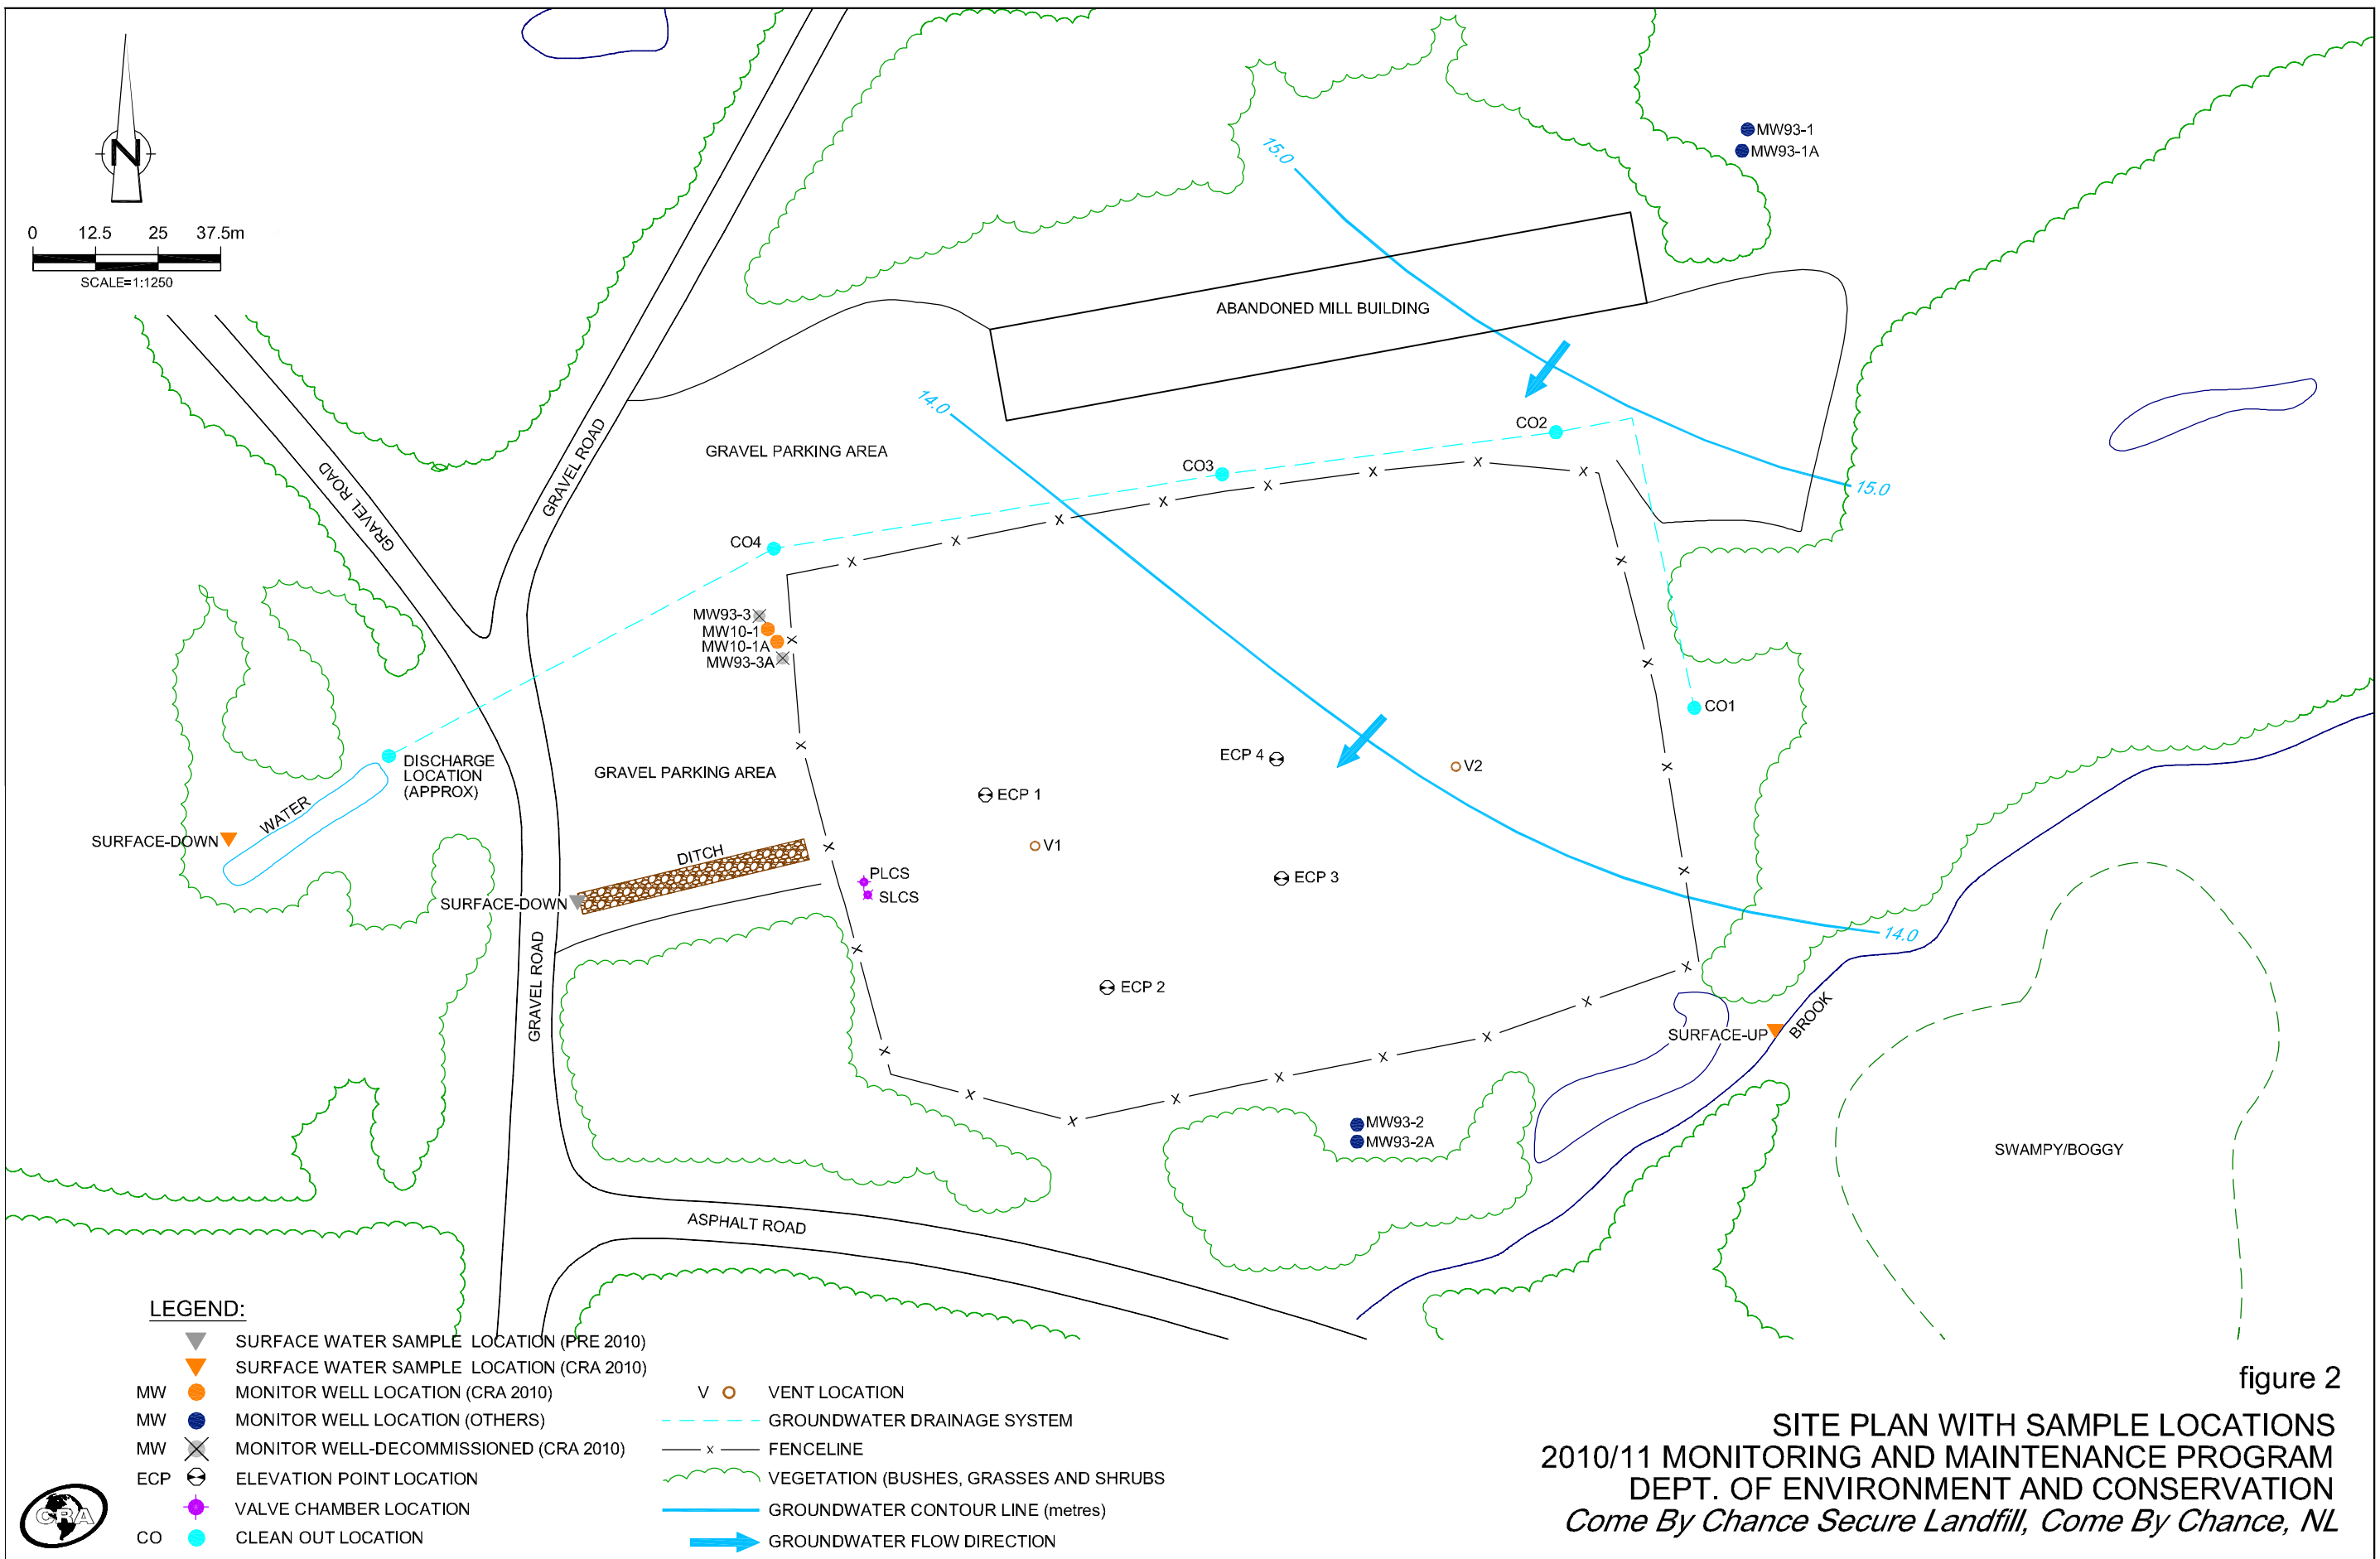 MW93-1
MW93-1A
15.0
N
0 12.5 25 37.5m
SCALE=1:1250
ABANDONED MILL BUILDING
14.0
CO2
GRAVEL PARKING AREA
GRAVEL ROAD
GRAVEL ROAD
CO3
15.0
CO4
MW93-3
MW10-1
MW10-1A
MW93-3A
CO1
DISCHARGE
LOCATION
(APPROX)
GRAVEL PARKING AREA
ECP 4
V2
ECP 1
WATER
SURFACE-DOWN
V1
DITCH
PLCS
SLCS
ECP 3
SURFACE-DOWN
14.0
GRAVEL ROAD
ECP 2
SURFACE-UP
BROOK
MW93-2
MW93-2A
SWAMPY/BOGGY
ASPHALT ROAD
LEGEND:
SURFACE WATER SAMPLE LOCATION (PRE 2010)
SURFACE WATER SAMPLE LOCATION (CRA 2010)
MW MONITOR WELL LOCATION (CRA 2010)
MW MONITOR WELL LOCATION (OTHERS)
MW MONITOR WELL-DECOMMISSIONED (CRA 2010)
ECP ELEVATION POINT LOCATION
VALVE CHAMBER LOCATION
CO CLEAN OUT LOCATION
V VENT LOCATION
GROUNDWATER DRAINAGE SYSTEM
x FENCELINE
VEGETATION (BUSHES, GRASSES AND SHRUBS
GROUNDWATER CONTOUR LINE (metres)
GROUNDWATER FLOW DIRECTION
CRA
figure 2
SITE PLAN WITH SAMPLE LOCATIONS
2010/11 MONITORING AND MAINTENANCE PROGRAM
DEPT. OF ENVIRONMENT AND CONSERVATION
Come By Chance Secure Landfill, Come By Chance, NL